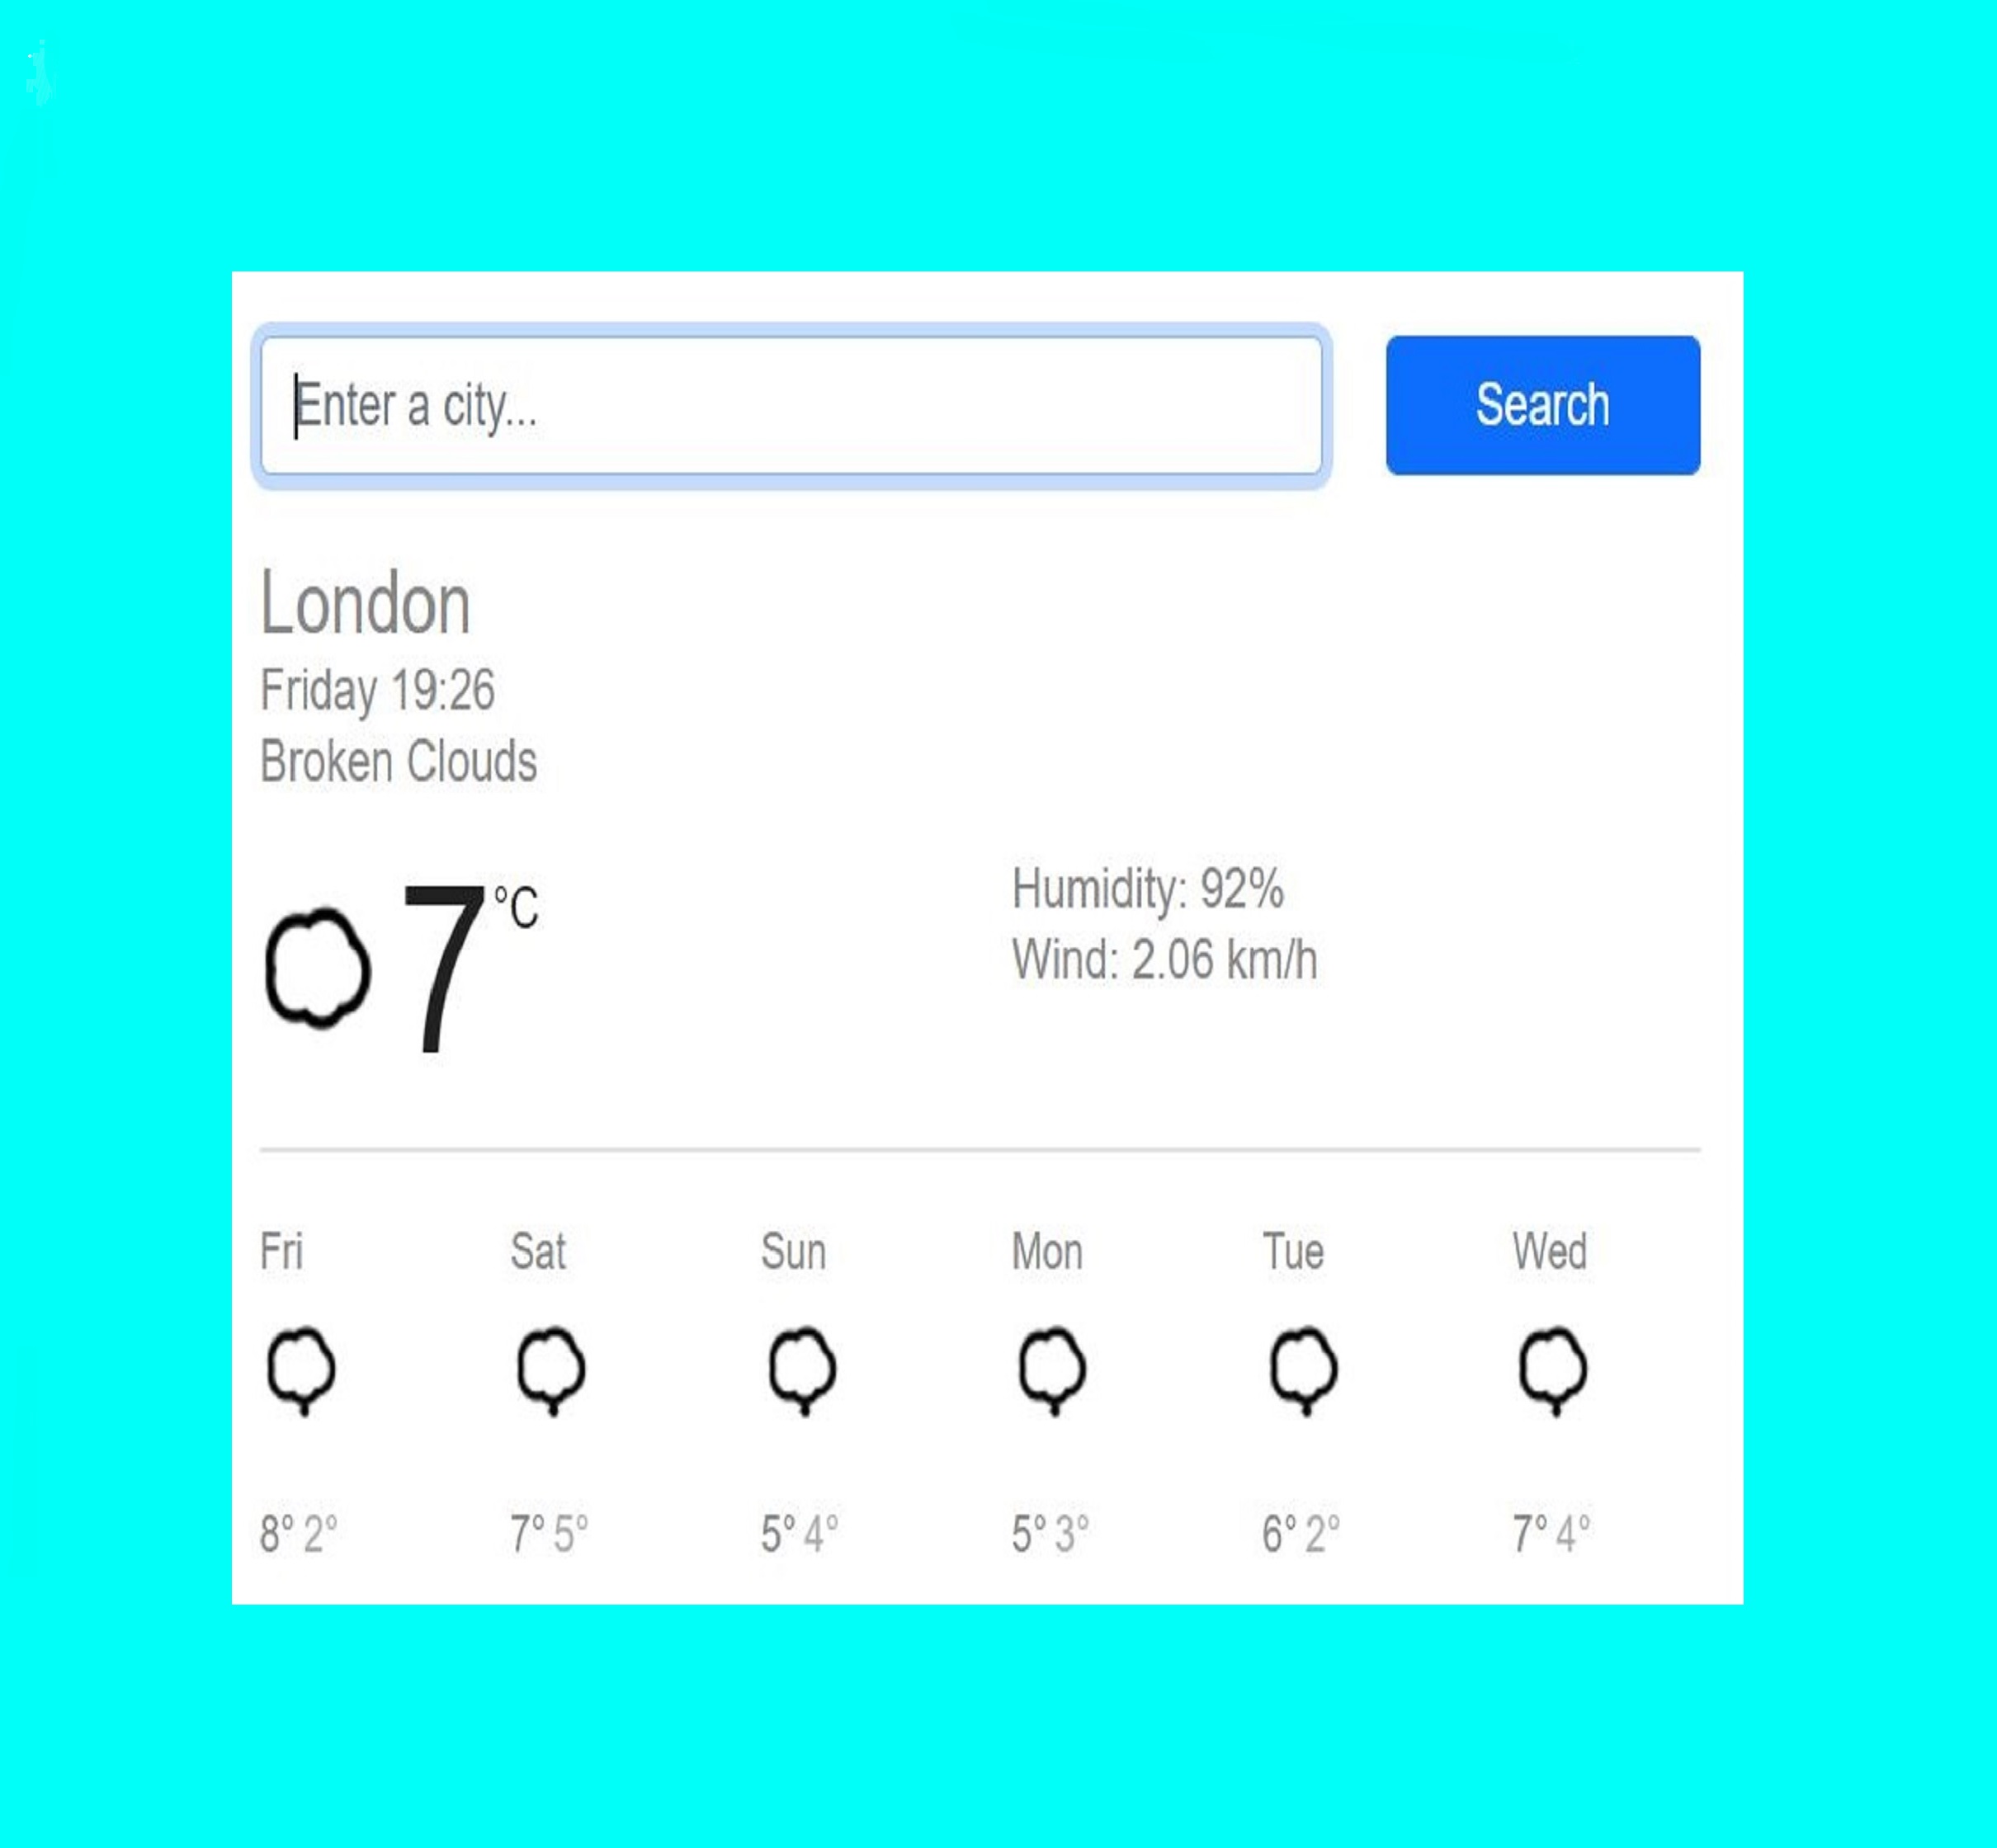 Enter a city...
Search
London
Friday 19:26
Broken Clouds
7°C
Humidity: 92%
Wind: 2.06 km/h
Fri Sat Sun Mon Tue Wed
8° 2° 7° 5° 5° 4° 5° 3° 6° 2° 7° 4°